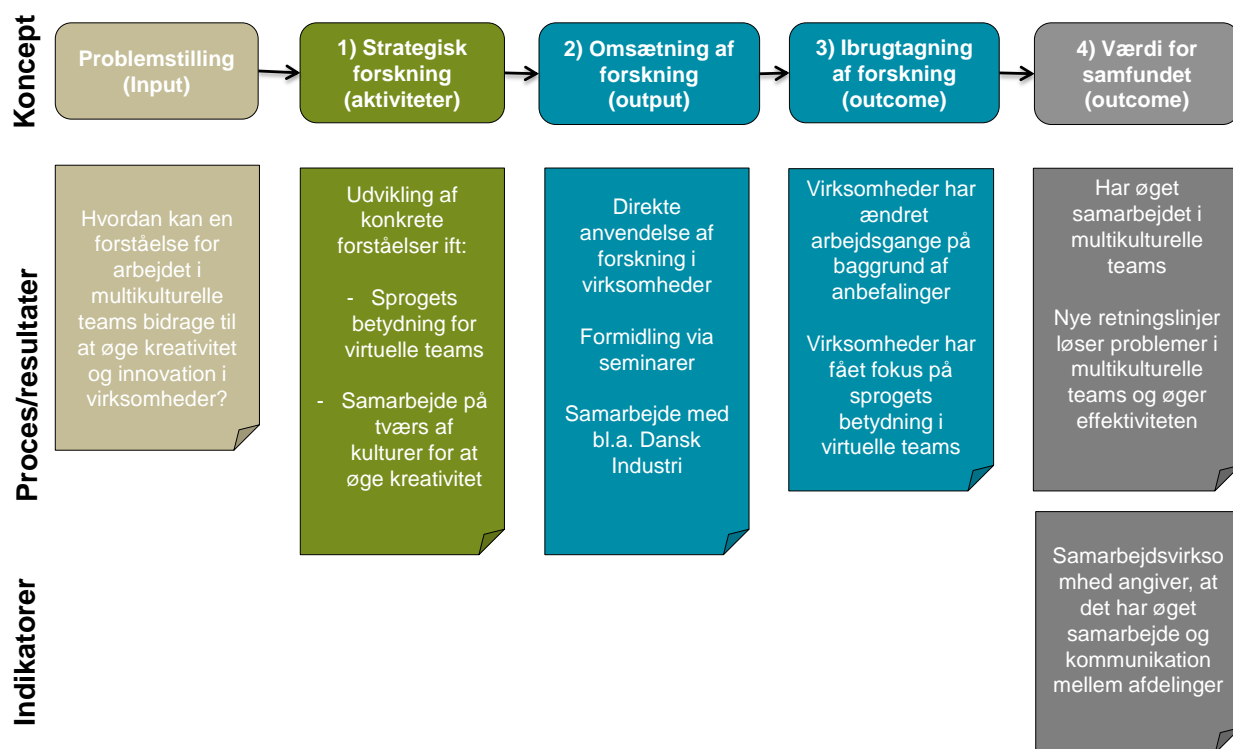 Koncept
Problemstilling
(Input)
1) Strategisk
forskning
(aktiviteter)
2) Omsætning af
forskning
(output)
3) Ibrugtagning
af forskning
(outcome)
4) Værdi for
samfundet
(outcome)
Proces/resultater
Hvordan kan en
forståelse for
arbejdet i
multikulturelle
teams bidrage til
at øge kreativitet
og innovation i
virksomheder?
Udvikling af
konkrete
forståelser ift:
- Sprogets
betydning for
virtuelle teams
- Samarbejde på
tværs af
kulturer for at
øge kreativitet
Direkte
anvendelse af
forskning i
virksomheder
Formidling via
seminarer
Samarbejde med
bl.a. Dansk
Industri
Virksomheder har
ændret
arbejdsgange på
baggrund af
anbefalinger
Virksomheder har
fået fokus på
sprogets
betydning i
virtuelle teams
Har øget
samarbejdet i
multikulturelle
teams
Nye retningslinjer
løser problemer i
multikulturelle
teams og øger
effektiviteten
Indikatorer
Samarbejdsvirkso
mhed angiver, at
det har øget
samarbejde og
kommunikation
mellem afdelinger